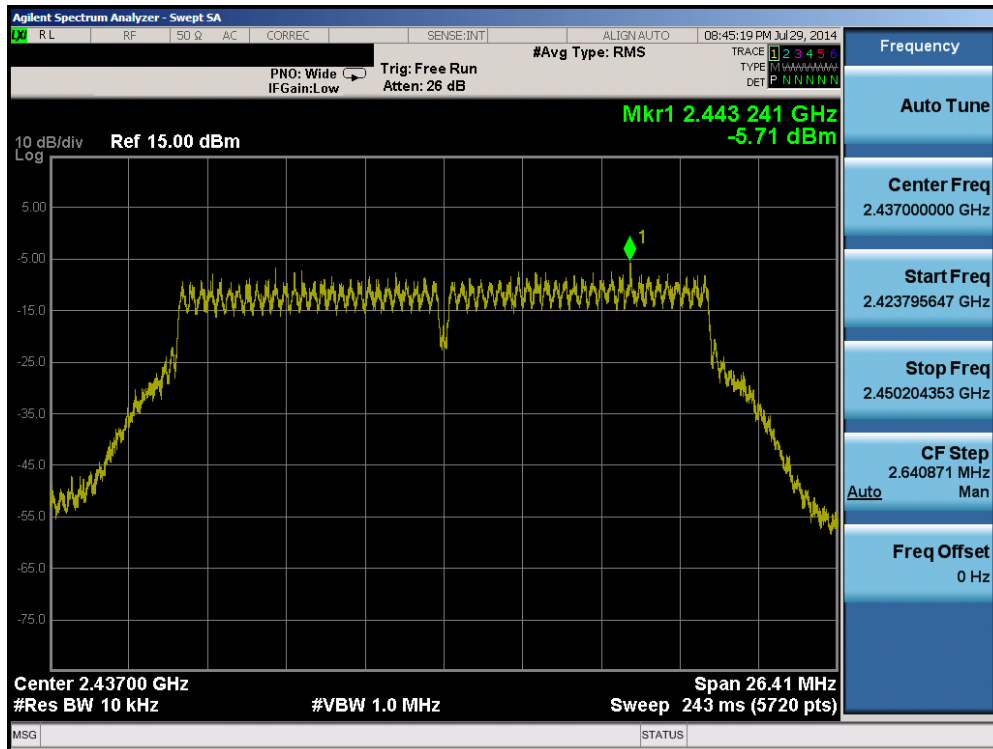 Agilent Spectrum Analyzer - Swept SA
LXI RL RF 50 Ω AC CORREC SENSE:INT ALIGN AUTO 08:45:19 PM Jul 29, 2014
#Avg Type: RMS TRACE 1 2 3 4 5 6
PNO: Wide Trig: Free Run TYPE M WWWWW
IFGain:Low Atten: 26 dB DET P N N N N N
Mkr1 2.443 241 GHz
-5.71 dBm
10 dB/div Ref 15.00 dBm
Log
5.00
1
-5.00
-15.0
-25.0
-35.0
-45.0
-55.0
-65.0
-75.0
Center 2.43700 GHz Span 26.41 MHz
#Res BW 10 kHz #VBW 1.0 MHz Sweep 243 ms (5720 pts)
MSG STATUS
Frequency
Auto Tune
Center Freq
2.437000000 GHz
Start Freq
2.423795647 GHz
Stop Freq
2.450204353 GHz
CF Step
2.640871 MHz
Auto Man
Freq Offset
0 Hz